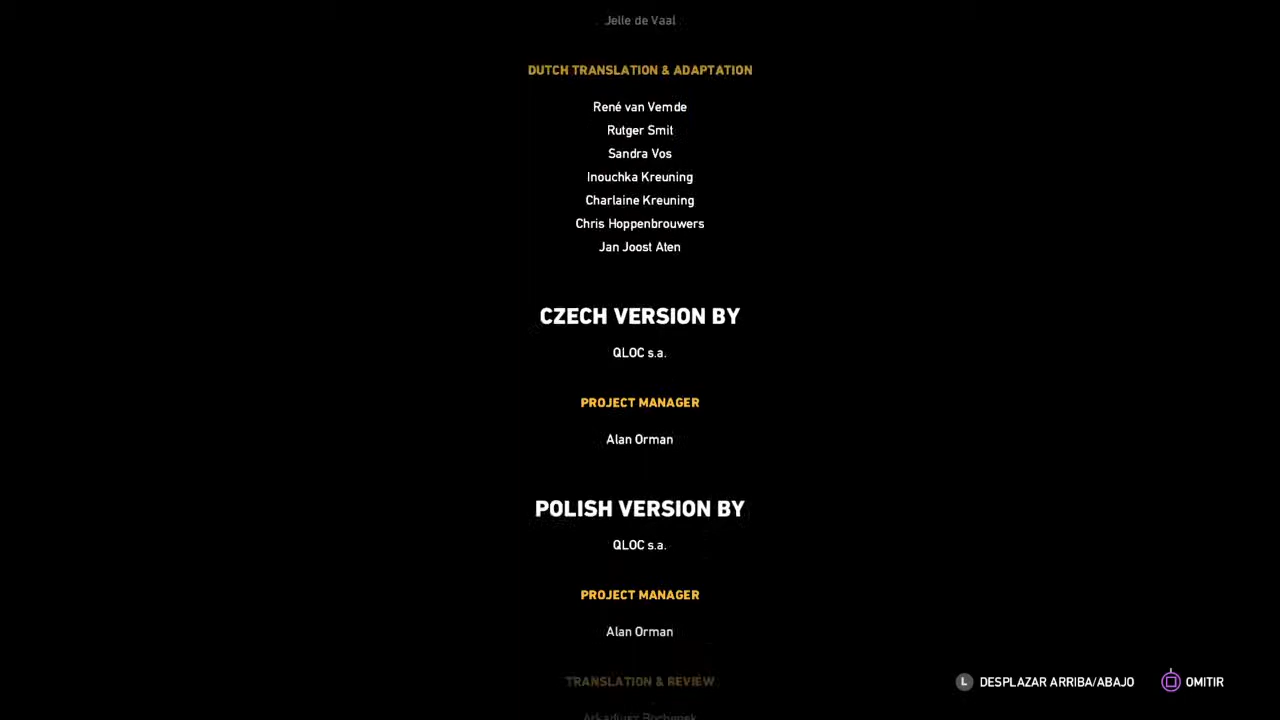 Jelle de Vaal
DUTCH TRANSLATION & ADAPTATION
René van Vemde
Rutger Smit
Sandra Vos
Inouchka Kreuning
Charlaine Kreuning
Chris Hoppenbrouwers
Jan Joost Aten
CZECH VERSION BY
QLOC s.a.
PROJECT MANAGER
Alan Orman
POLISH VERSION BY
QLOC s.a.
PROJECT MANAGER
Alan Orman
TRANSLATION & REVIEW
L DESPLAZAR ARRIBA/ABAJO
OMITIR